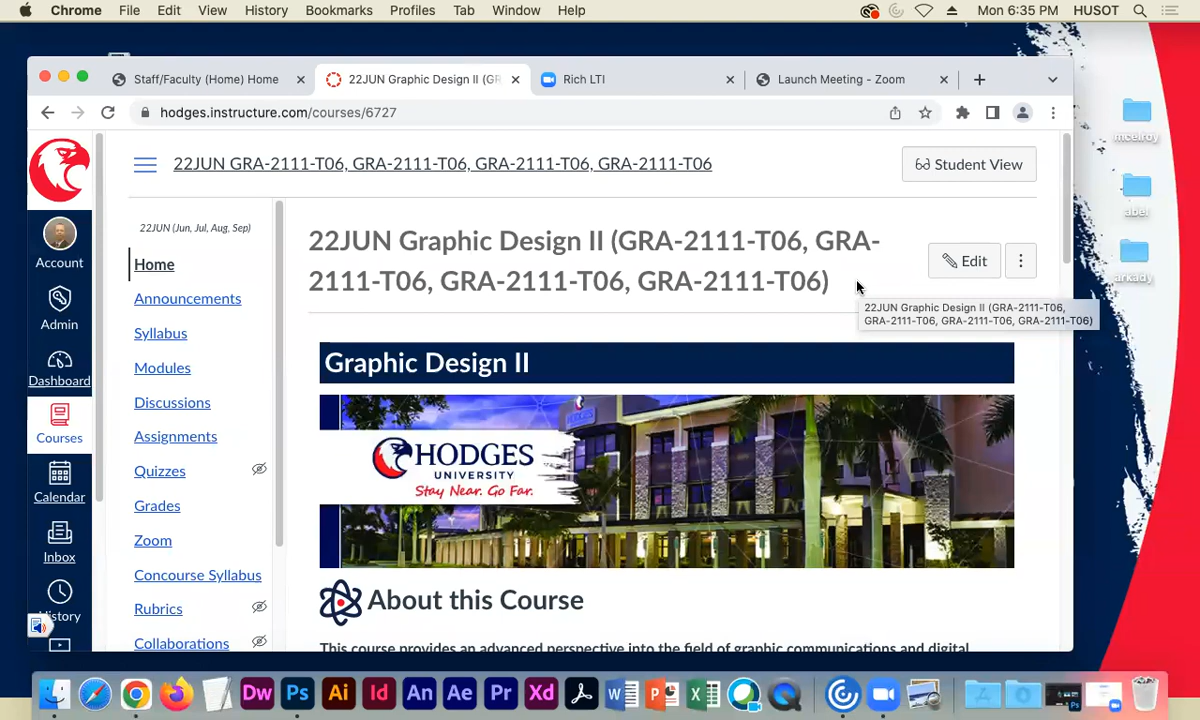 Chrome File Edit View History Bookmarks Profiles Tab Window Help Mon 6:35 PM HUSOT
Staff/Faculty (Home) Home
22JUN Graphic Design II (GR
Rich LTI
Launch Meeting - Zoom
hodges.instructure.com/courses/6727
22JUN GRA-2111-T06, GRA-2111-T06, GRA-2111-T06, GRA-2111-T06
Student View
Account
Admin
Dashboard
Courses
Calendar
Inbox
History
22JUN (Jun, Jul, Aug, Sep)
Home
Announcements
Syllabus
Modules
Discussions
Assignments
Quizzes
Grades
Zoom
Concourse Syllabus
Rubrics
Collaborations
22JUN Graphic Design II (GRA-2111-T06, GRA-
2111-T06, GRA-2111-T06, GRA-2111-T06)
Edit
22JUN Graphic Design II (GRA-2111-T06,
GRA-2111-T06, GRA-2111-T06, GRA-2111-T06)
Graphic Design II
HODGES
HODGES
UNIVERSITY
Stay Near. Go Far.
About this Course
This course provides an advanced perspective into the field of graphic communications and digital
mcelroy
abel
arkady
Dw Ps Ai Id An Ae Pr Xd W P X
Ps